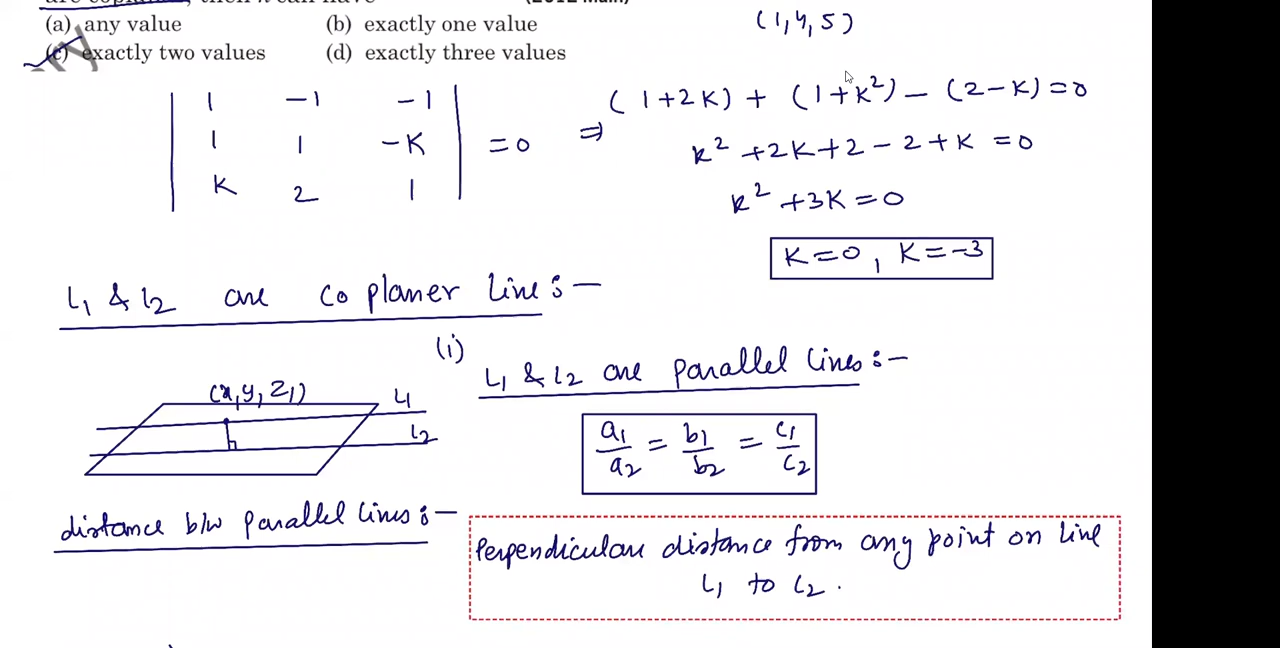 (1,4,5)
(a) any value (b) exactly one value
(c) exactly two values (d) exactly three values
| 1 -1 -1 |
| 1 1 -K | =0
| K 2 1 |
⇒ (1+2K) + (1+K²) - (2-K)=0
K² +2K+2-2+K =0
K² +3K=0
K=0, K=-3
L₁ & L₂ are co planer line:-
(i)
L₁ & L₂ are parallel lines:-
(x,y,z₁)
L₁
L₂
a₁/a₂ = b₁/b₂ = c₁/c₂
distance b/w parallel lines:-
Perpendicular distance from any point on line
L₁ to L₂.